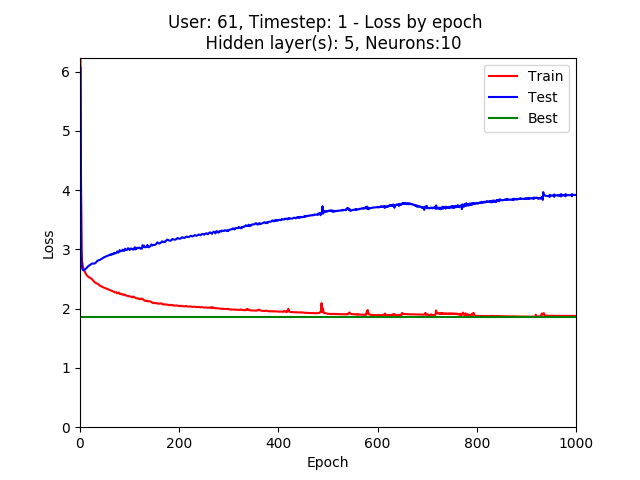 User: 61, Timestep: 1 - Loss by epoch
Hidden layer(s): 5, Neurons:10
Train
Test
Best
6
5
4
3
2
1
0
Loss
0 200 400 600 800 1000
Epoch